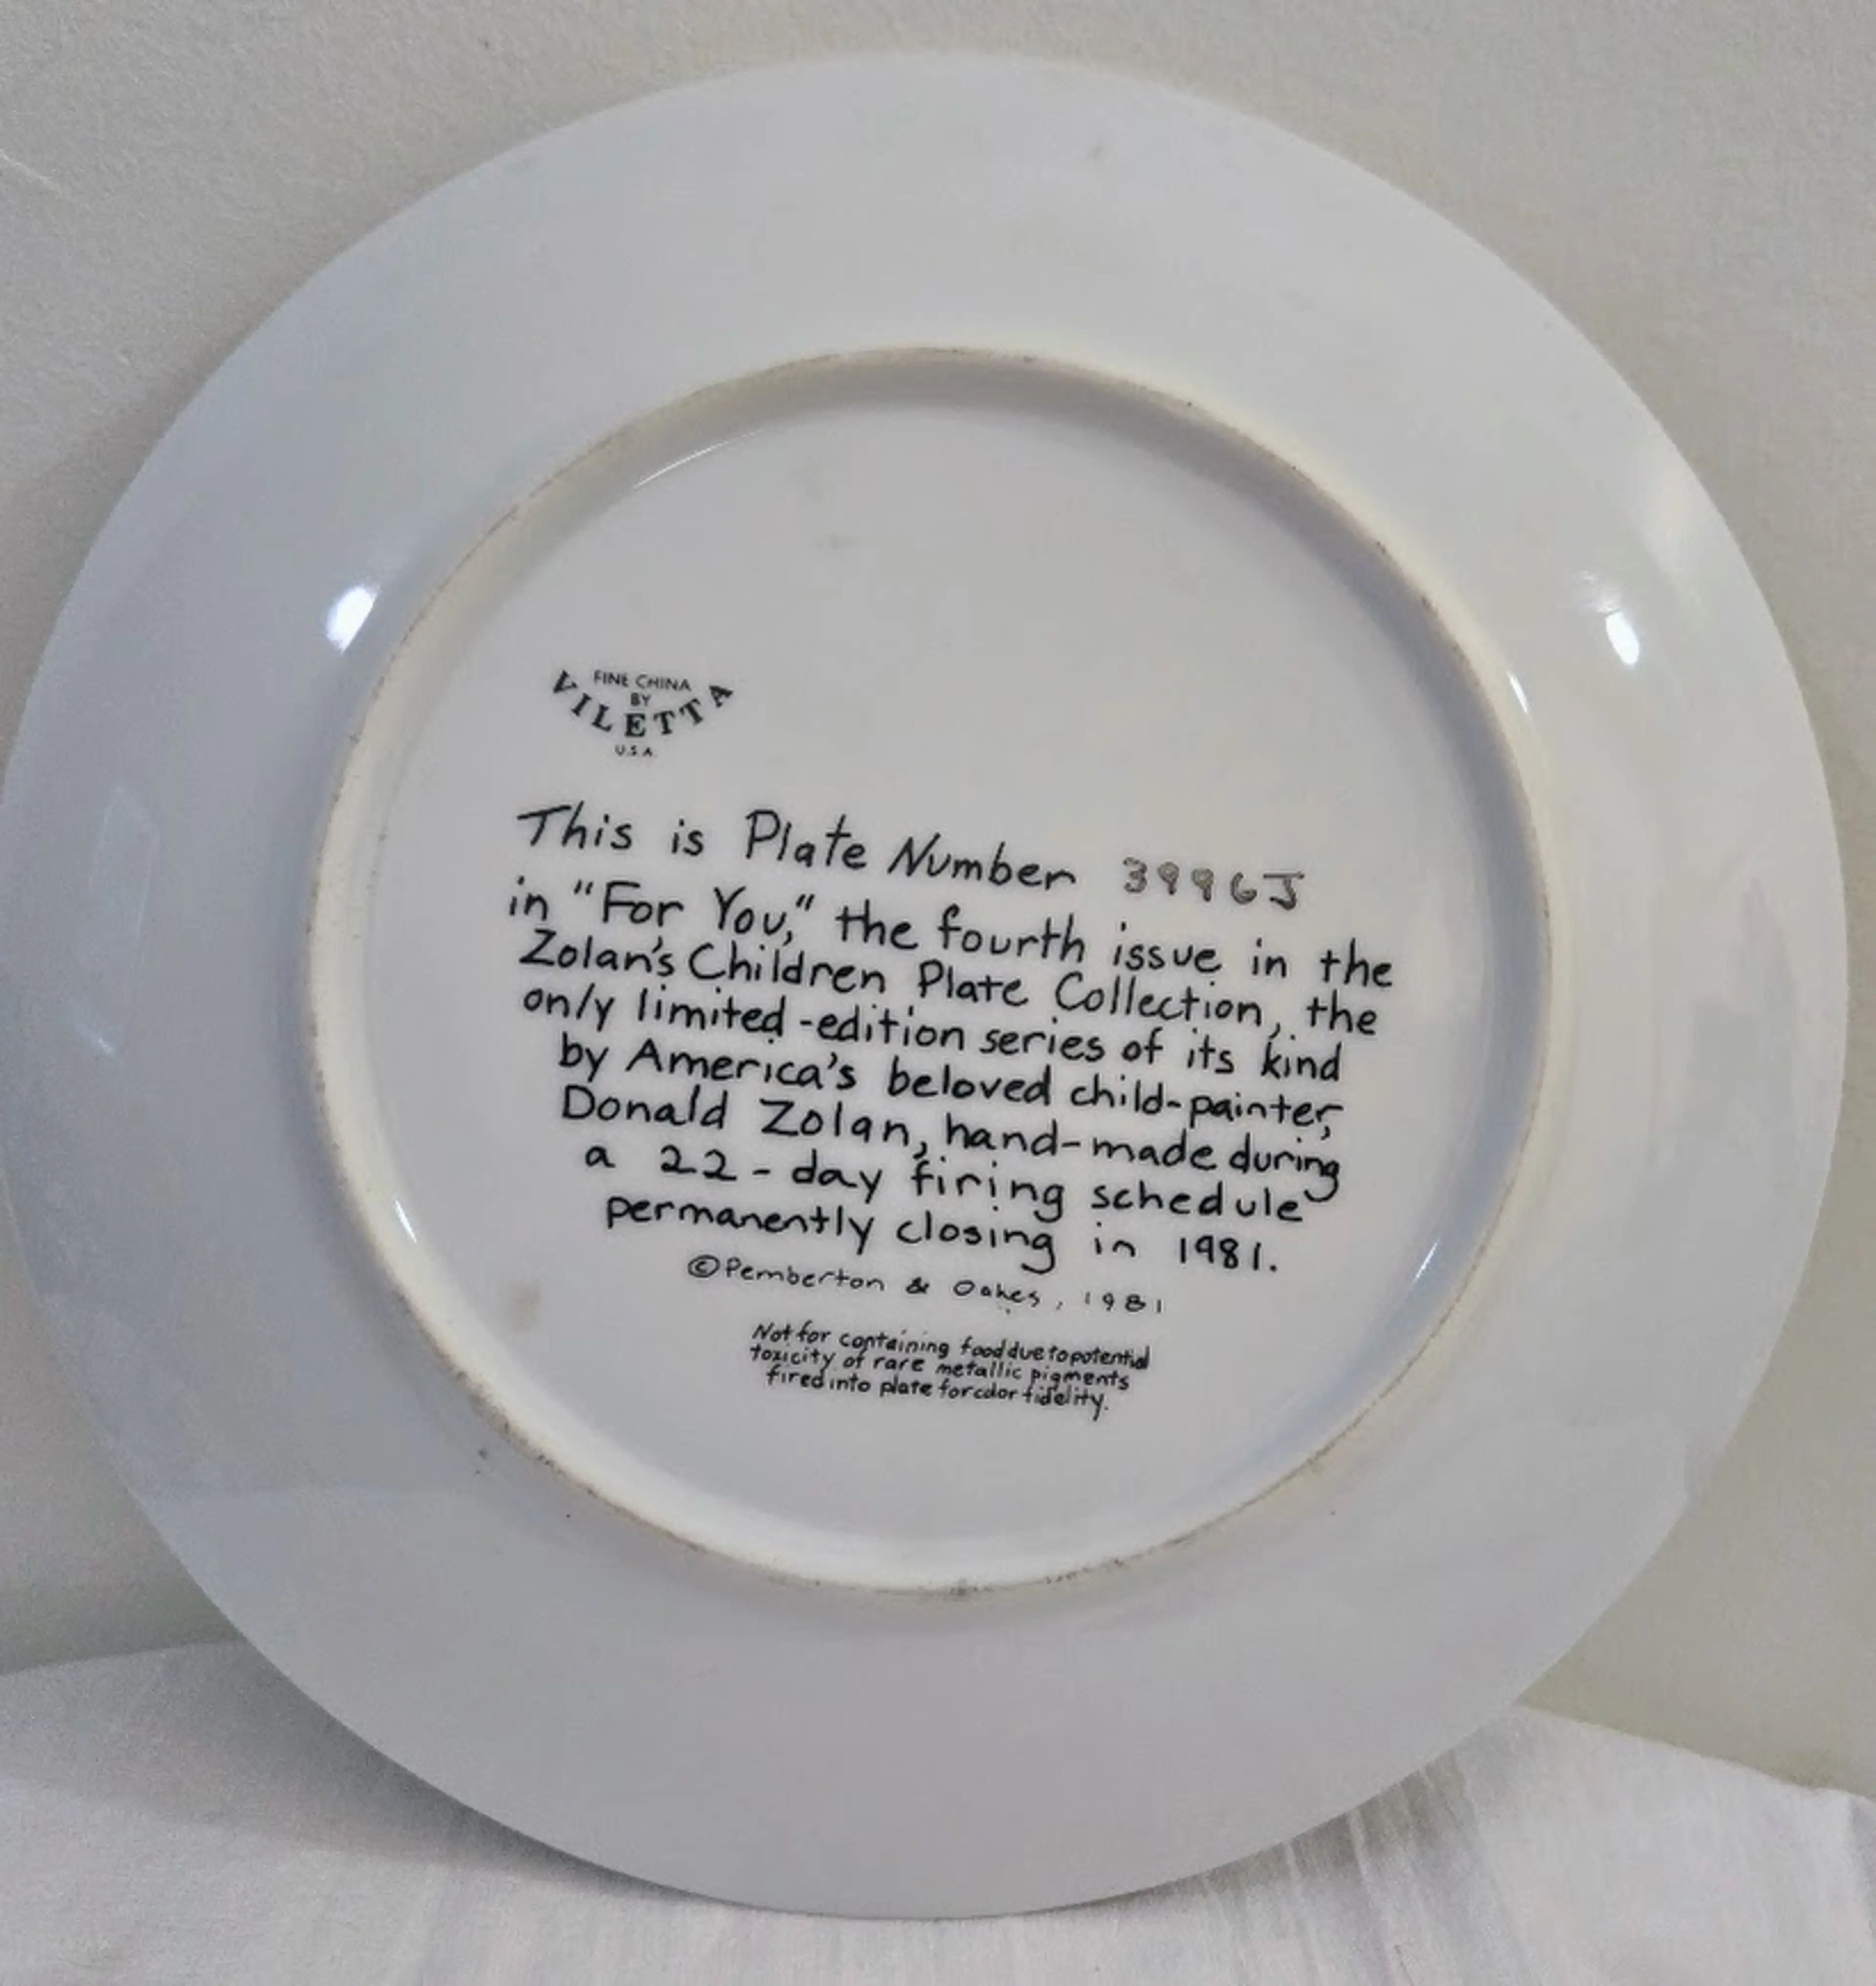 FINE CHINA
BY
VILETTA
U.S.A.
This is Plate Number 3996J
in "For You," the fourth issue in the
Zolan's Children Plate Collection, the
only limited-edition series of its kind
by America's beloved child-painter,
Donald Zolan, hand-made during
a 22-day firing schedule
permanently closing in 1981.
©Pemberton & Oakes, 1981
Not for containing food due to potential
toxicity of rare metallic pigments
fired into plate for color fidelity.